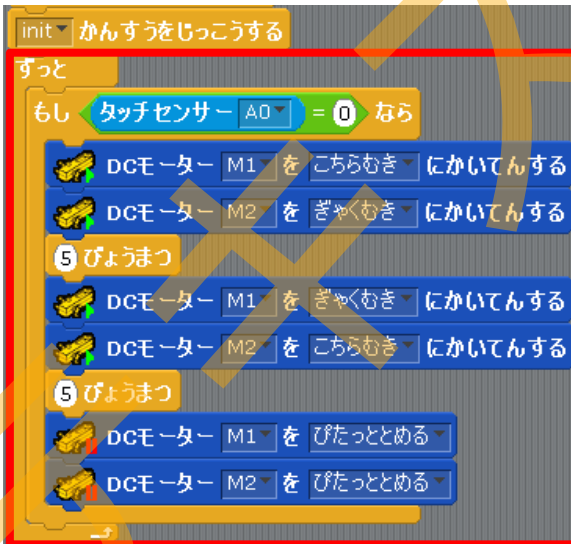 init かんすうをじっこうする
ずっと
もし タッチセンサー A0 = 0 なら
DCモーター M1 を こちらむき にかいてんする
DCモーター M2 を ぎゃくむき にかいてんする
5 びょうまつ
DCモーター M1 を ぎゃくむき にかいてんする
DCモーター M2 を こちらむき にかいてんする
5 びょうまつ
DCモーター M1 を ぴたっととめる
DCモーター M2 を ぴたっととめる